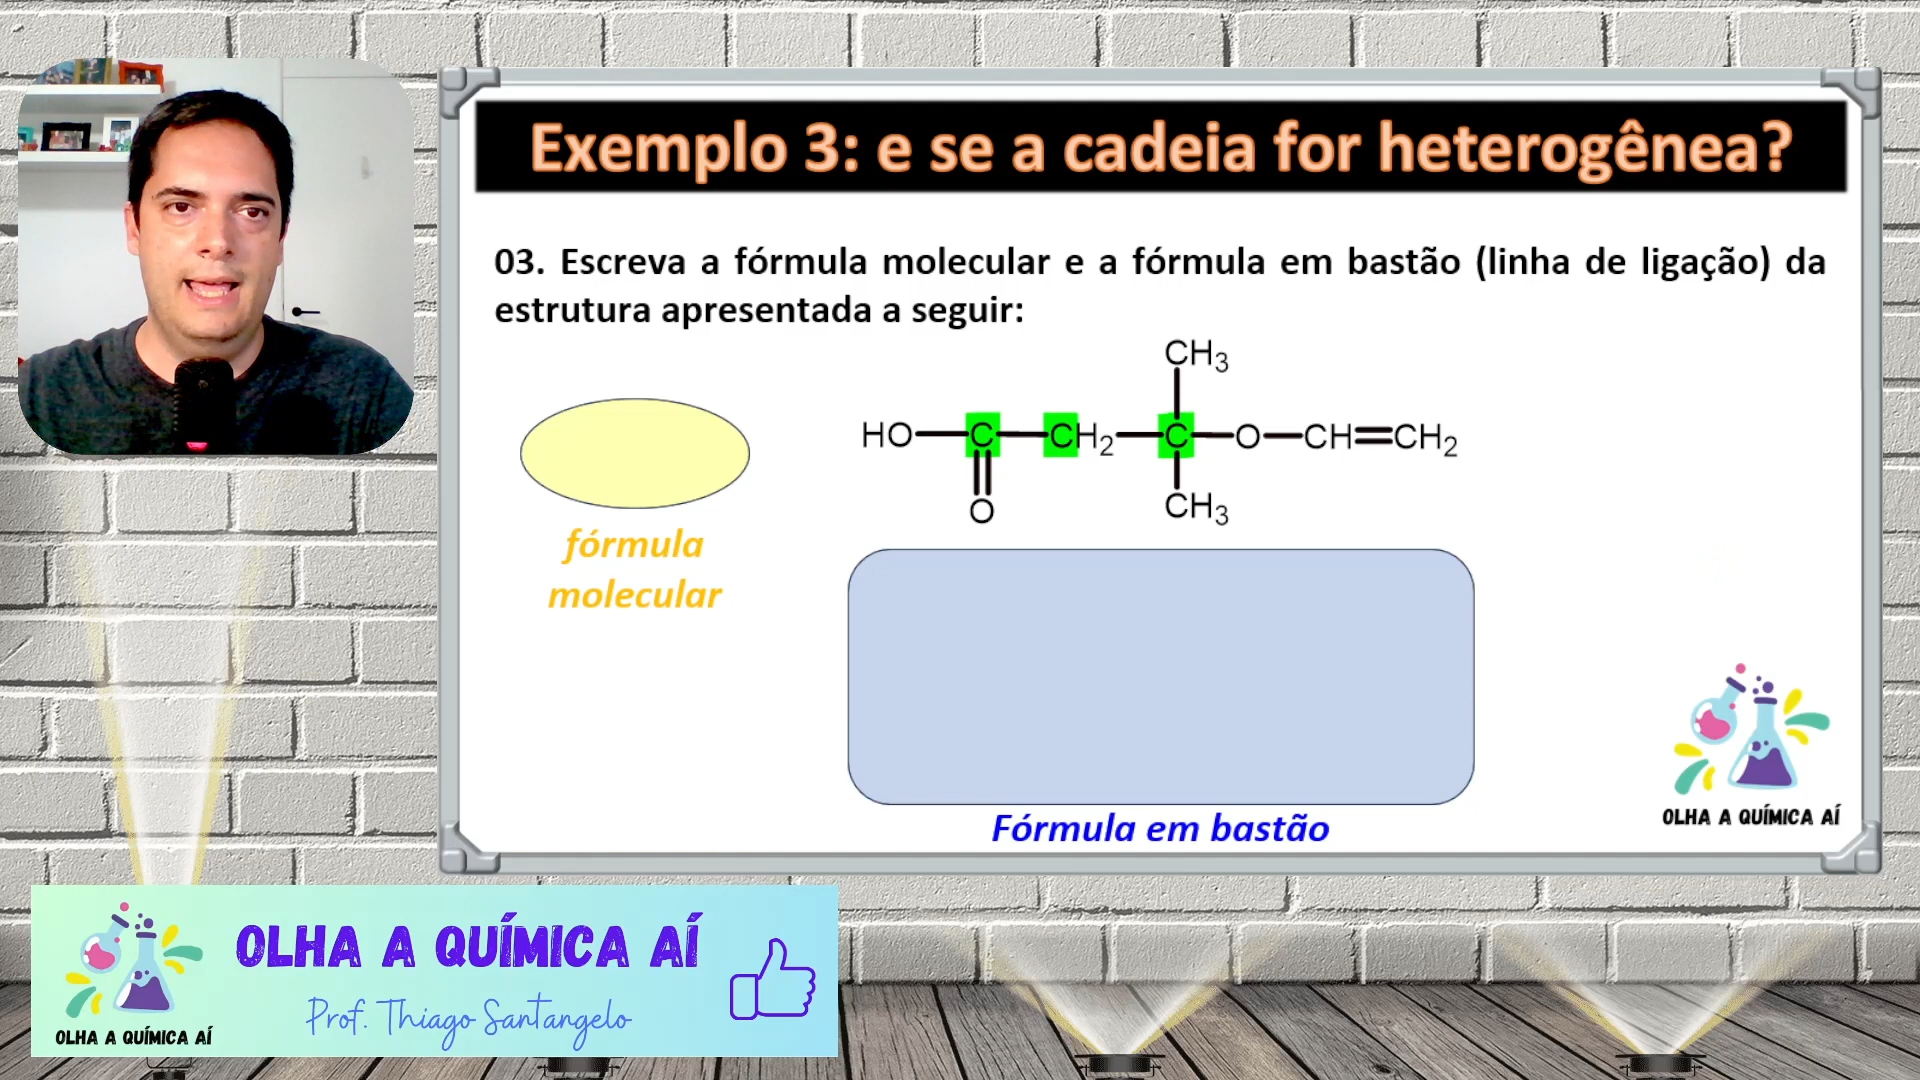 Exemplo 3: e se a cadeia for heterogênea?
03. Escreva a fórmula molecular e a fórmula em bastão (linha de ligação) da
estrutura apresentada a seguir:
CH3
HO—C—CH2—C—O—CH=CH2
O
CH3
fórmula
molecular
Fórmula em bastão
OLHA A QUÍMICA AÍ
OLHA A QUÍMICA AÍ
Prof. Thiago Santangelo
OLHA A QUÍMICA AÍ